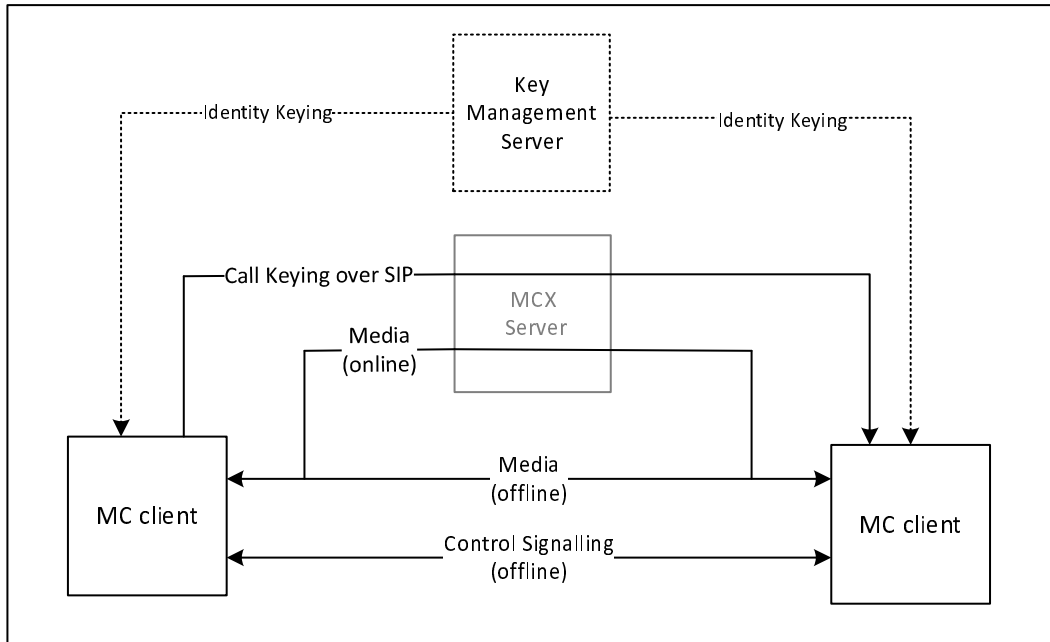 Key
Management
Server
Identity Keying
Identity Keying
Call Keying over SIP
MCX
Server
Media
(online)
Media
(offline)
MC client
MC client
Control Signalling
(offline)